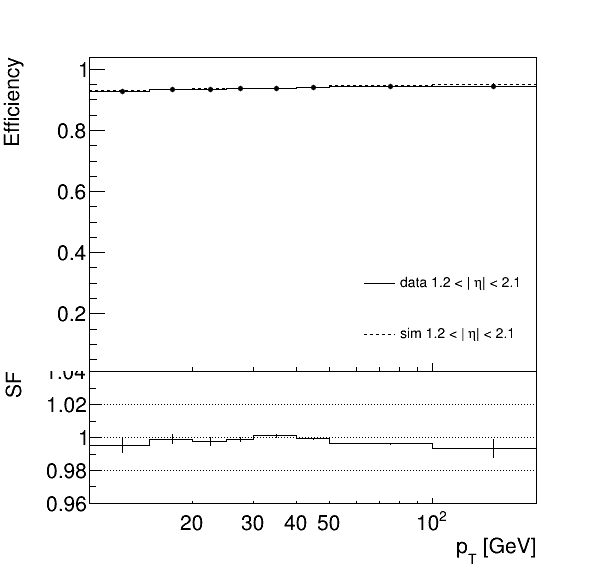 Efficiency
1
0.8
0.6
0.4
0.2
data 1.2 < | η| < 2.1
sim 1.2 < | η| < 2.1
SF
1.04
1.02
1
0.98
0.96
20 30 40 50 10²
p_T [GeV]